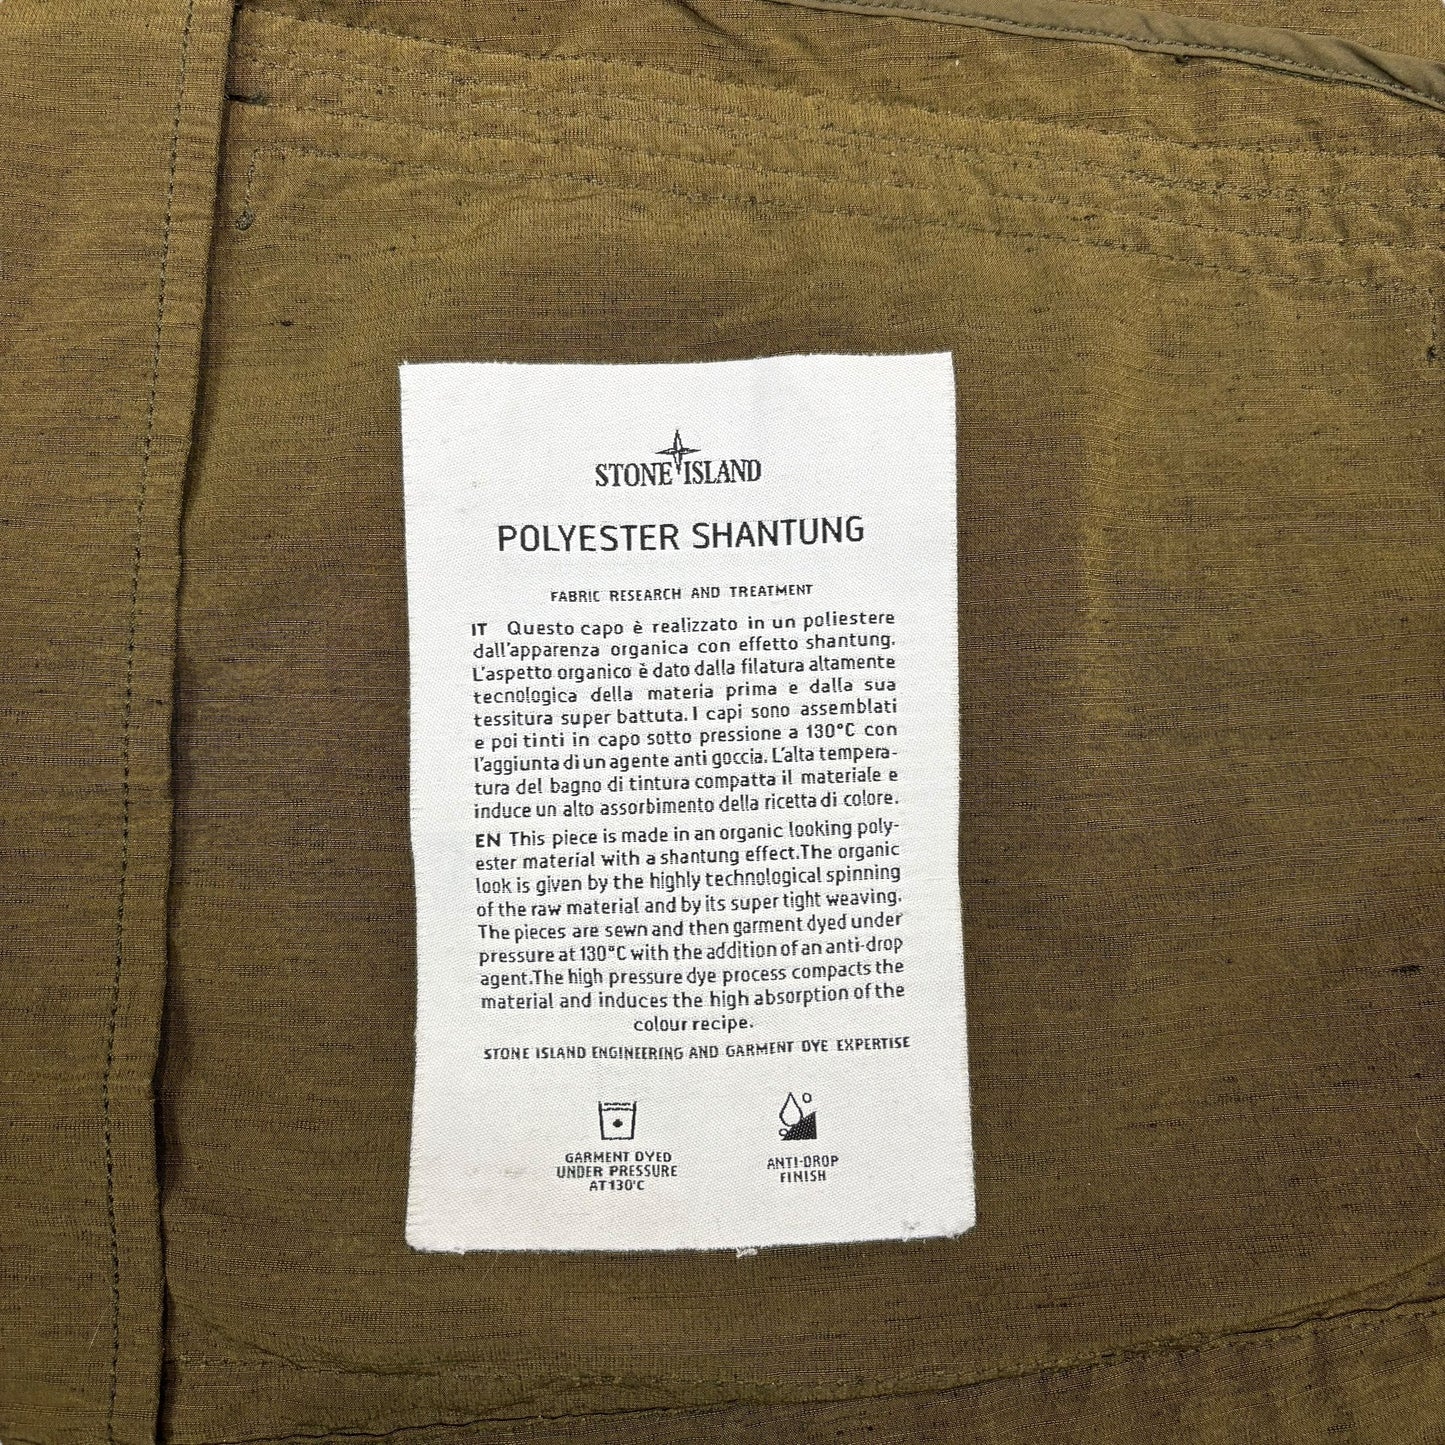 STONE ISLAND
POLYESTER SHANTUNG
FABRIC RESEARCH AND TREATMENT
IT Questo capo è realizzato in un poliestere
dall'apparenza organica con effetto shantung.
L'aspetto organico è dato dalla filatura altamente
tecnologica della materia prima e dalla sua
tessitura super battuta. I capi sono assemblati
e poi tinti in capo sotto pressione a 130°C con
l'aggiunta di un agente anti goccia. L'alta tempera-
tura del bagno di tintura compatta il materiale e
induce un alto assorbimento della ricetta di colore.
EN This piece is made in an organic looking poly-
ester material with a shantung effect.The organic
look is given by the highly technological spinning
of the raw material and by its super tight weaving.
The pieces are sewn and then garment dyed under
pressure at 130°C with the addition of an anti-drop
agent.The high pressure dye process compacts the
material and induces the high absorption of the
colour recipe.
STONE ISLAND ENGINEERING AND GARMENT DYE EXPERTISE
GARMENT DYED
UNDER PRESSURE
AT 130°C
ANTI-DROP
FINISH